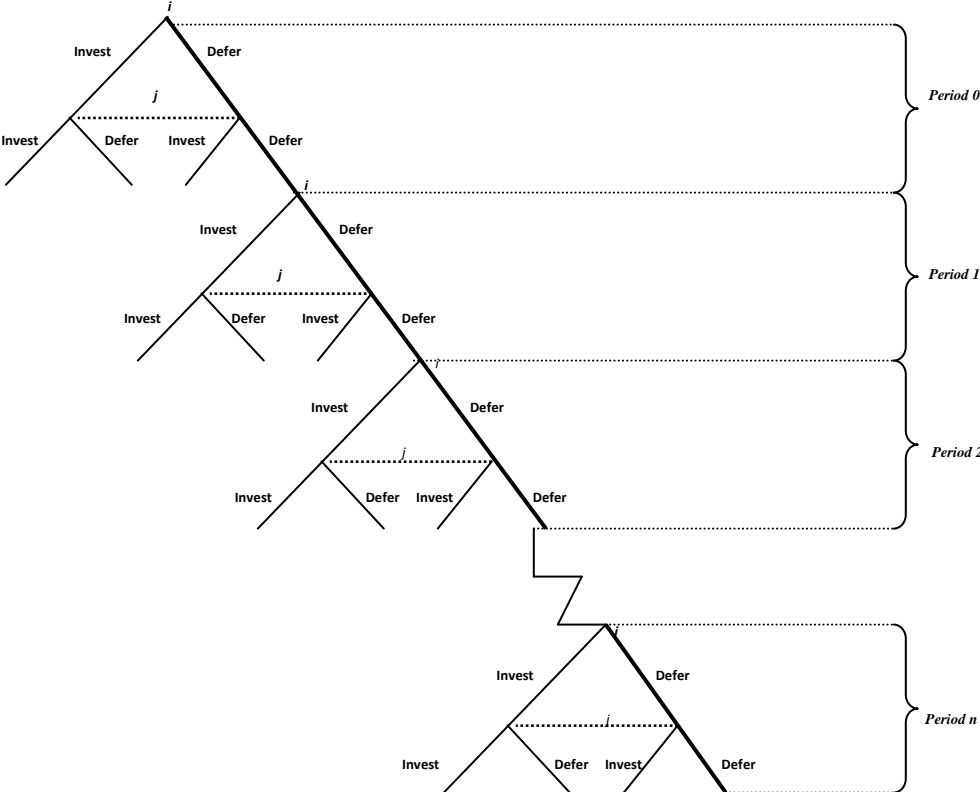 i
Invest Defer
j
Period 0
Invest Defer Invest Defer
i
Invest Defer
j
Period 1
Invest Defer Invest Defer
i
Invest Defer
j
Period 2
Invest Defer Invest Defer
i
Invest Defer
j
Period n
Invest Defer Invest Defer